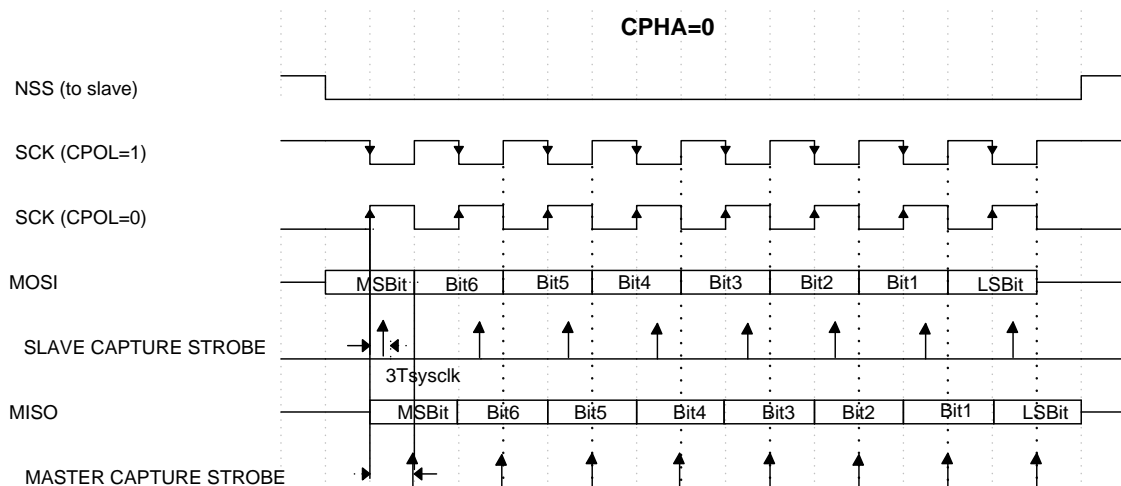 CPHA=0
NSS (to slave)
SCK (CPOL=1)
SCK (CPOL=0)
MOSI MSBit Bit6 Bit5 Bit4 Bit3 Bit2 Bit1 LSBit
SLAVE CAPTURE STROBE
3Tsysclk
MISO MSBit Bit6 Bit5 Bit4 Bit3 Bit2 Bit1 LSBit
MASTER CAPTURE STROBE